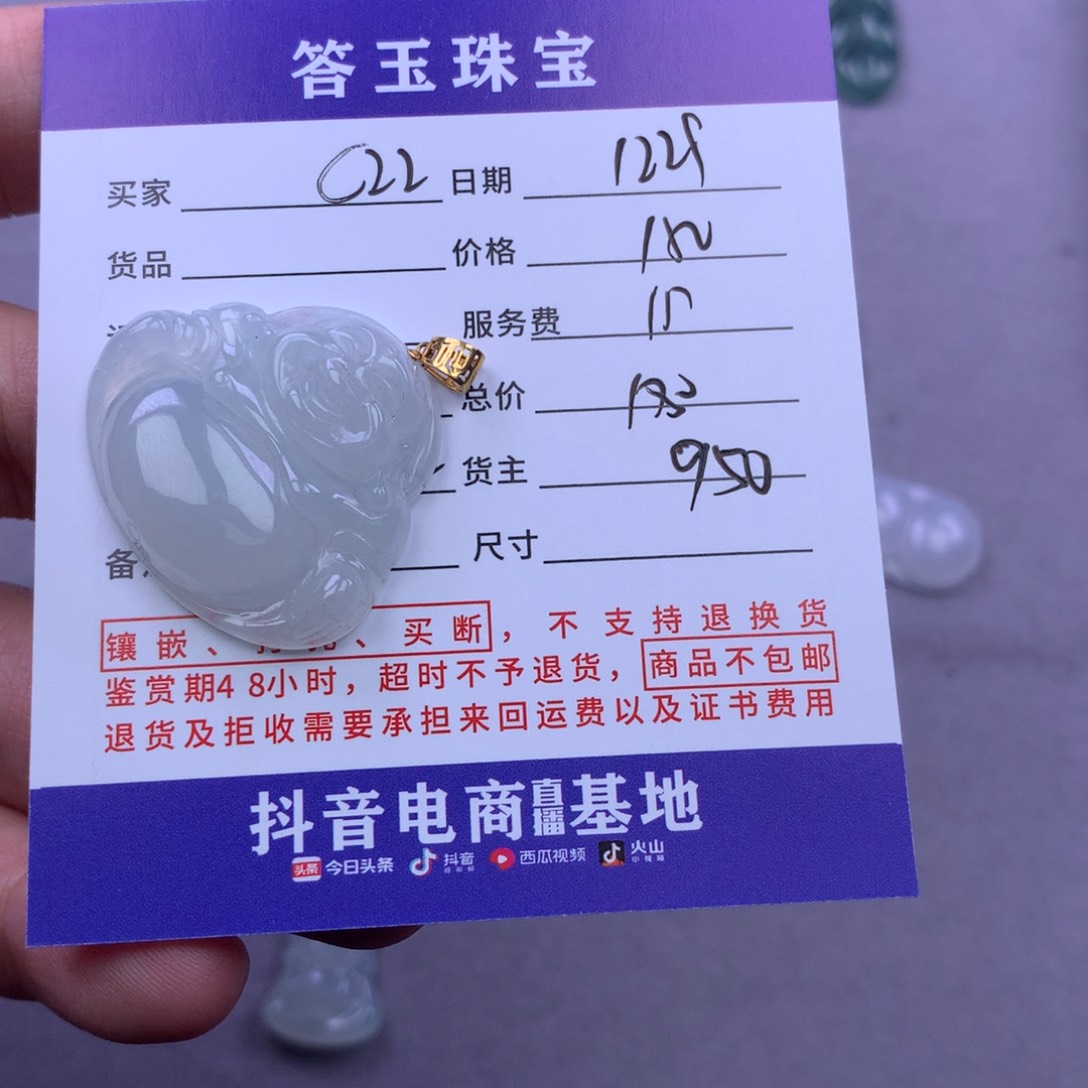 答玉珠宝
买家 C22 日期 1225
货品 价格 180
服务费 15
总价
货主 950
备 尺寸
镶嵌、 、买断，不支持退换货
鉴赏期48小时，超时不予退货，商品不包邮
退货及拒收需要承担来回运费以及证书费用
抖音电商直播基地
头条 今日头条 抖音 西瓜视频 火山